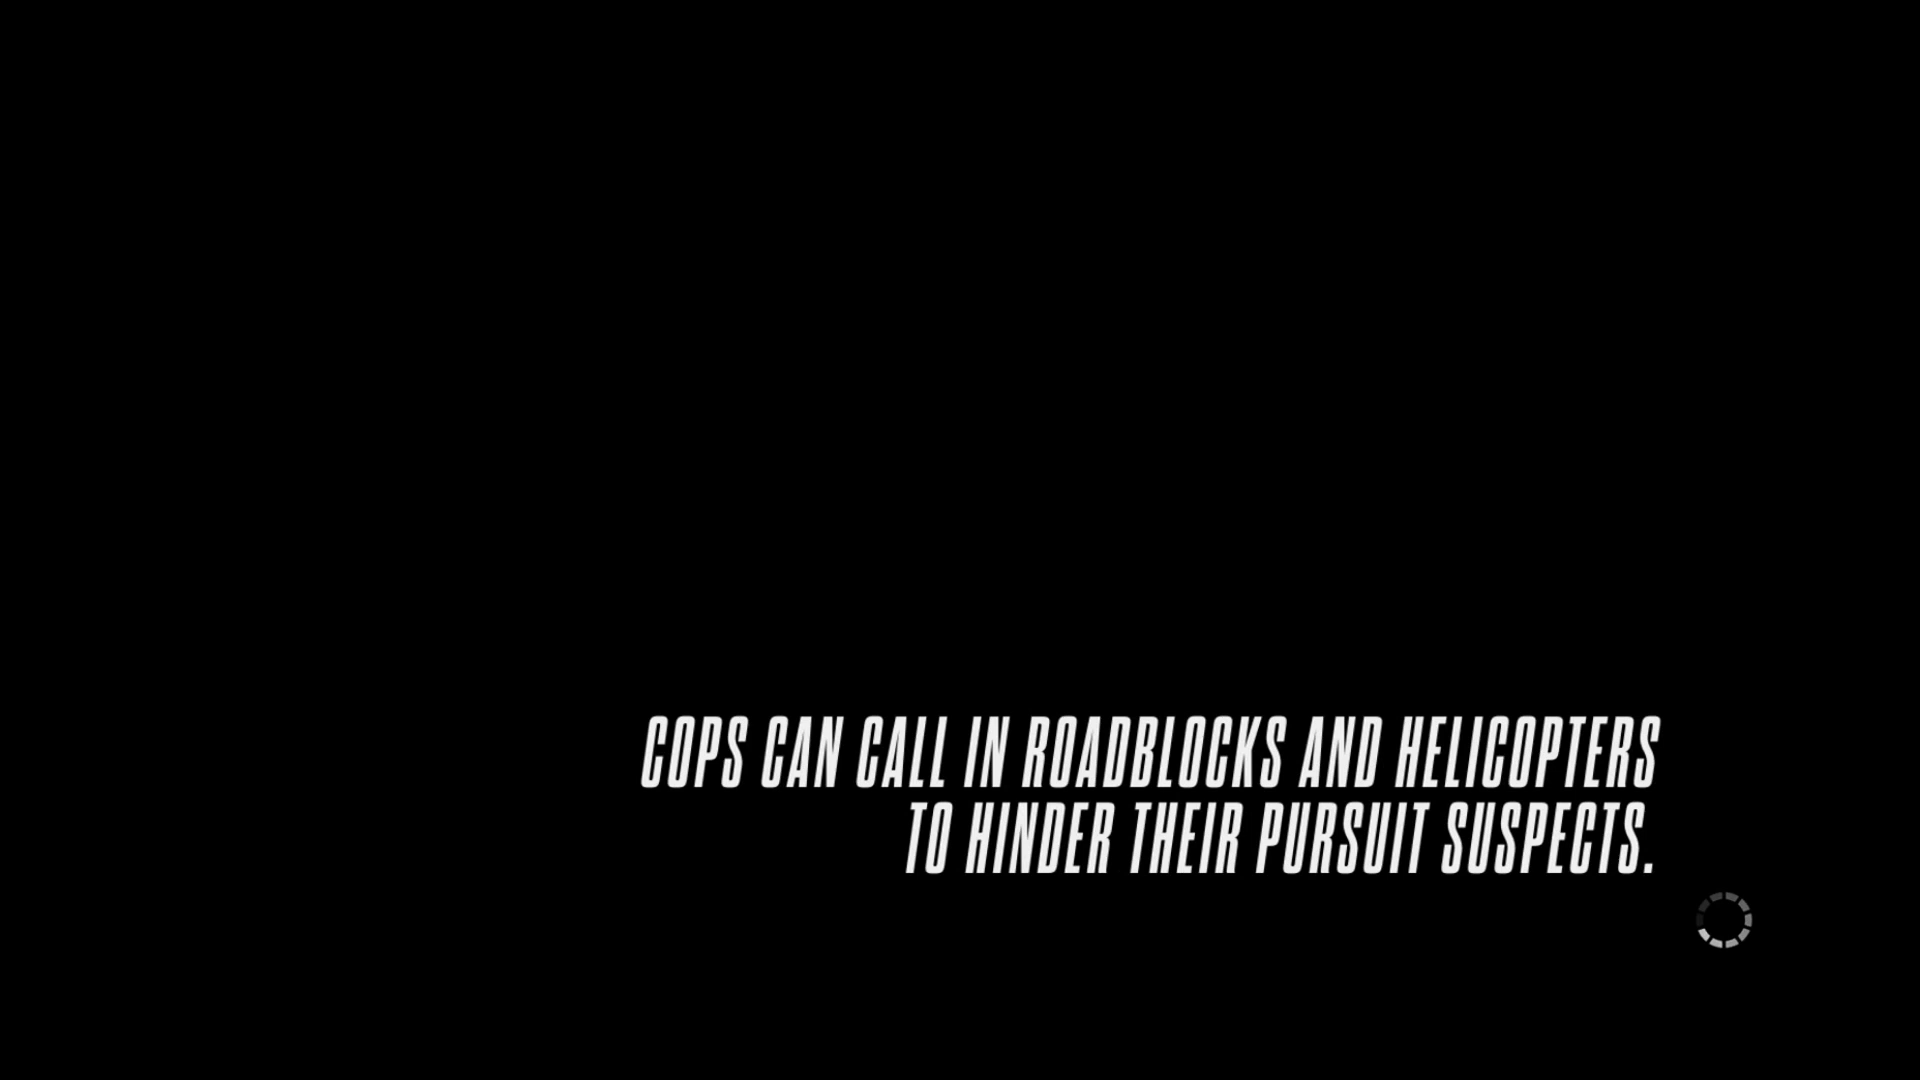 COPS CAN CALL IN ROADBLOCKS AND HELICOPTERS
TO HINDER THEIR PURSUIT SUSPECTS.